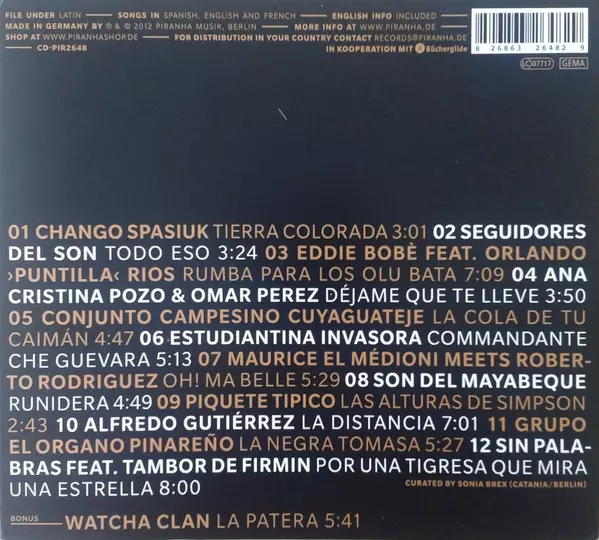 FILE UNDER LATIN SONGS IN SPANISH, ENGLISH AND FRENCH ENGLISH INFO INCLUDED
MADE IN GERMANY BY ℗ & © 2012 PIRANHA MUSIK, BERLIN MORE INFO AT WWW.PIRANHA.DE
SHOP AT WWW.PIRANHASHOP.DE FOR DISTRIBUTION IN YOUR COUNTRY CONTACT RECORDS@PIRANHA.DE
CD-PIR2648 IN KOOPERATION MIT Büchergilde
8 26863 26482 9
LC 07717 GEMA
01 CHANGO SPASIUK TIERRA COLORADA 3:01 02 SEGUIDORES
DEL SON TODO ESO 3:24 03 EDDIE BOBÈ FEAT. ORLANDO
›PUNTILLA‹ RIOS RUMBA PARA LOS OLU BATA 7:09 04 ANA
CRISTINA POZO & OMAR PEREZ DÉJAME QUE TE LLEVE 3:50
05 CONJUNTO CAMPESINO CUYAGUATEJE LA COLA DE TU
CAIMÁN 4:47 06 ESTUDIANTINA INVASORA COMMANDANTE
CHE GUEVARA 5:13 07 MAURICE EL MÉDIONI MEETS ROBER-
TO RODRIGUEZ OH! MA BELLE 5:29 08 SON DEL MAYABEQUE
RUNIDERA 4:49 09 PIQUETE TIPICO LAS ALTURAS DE SIMPSON
2:43 10 ALFREDO GUTIÉRREZ LA DISTANCIA 7:01 11 GRUPO
EL ORGANO PINAREÑO LA NEGRA TOMASA 5:27 12 SIN PALA-
BRAS FEAT. TAMBOR DE FIRMIN POR UNA TIGRESA QUE MIRA
UNA ESTRELLA 8:00 CURATED BY SONIA BREX (CATANIA/BERLIN)
BONUS WATCHA CLAN LA PATERA 5:41